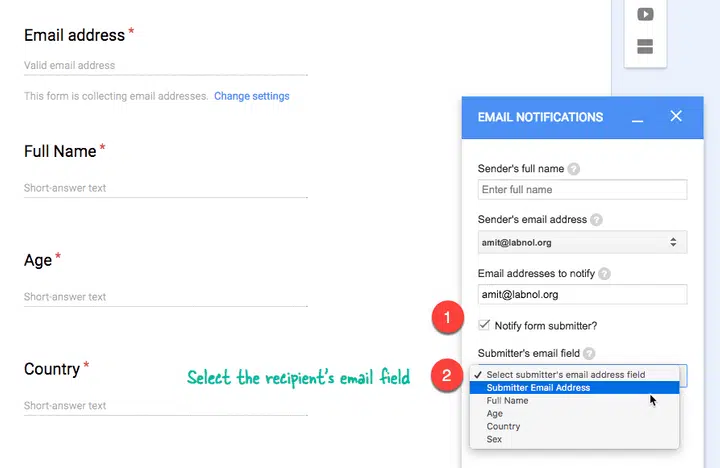 Email address *
Valid email address
This form is collecting email addresses. Change settings
Full Name *
Short-answer text
Age *
Short-answer text
Country *
Short-answer text
Select the recipient's email field
EMAIL NOTIFICATIONS
Sender's full name ?
Enter full name
Sender's email address ?
amit@labnol.org
Email addresses to notify ?
amit@labnol.org
1
Notify form submitter?
Submitter's email field ?
2
Select submitter's email address field
Submitter Email Address
Full Name
Age
Country
Sex